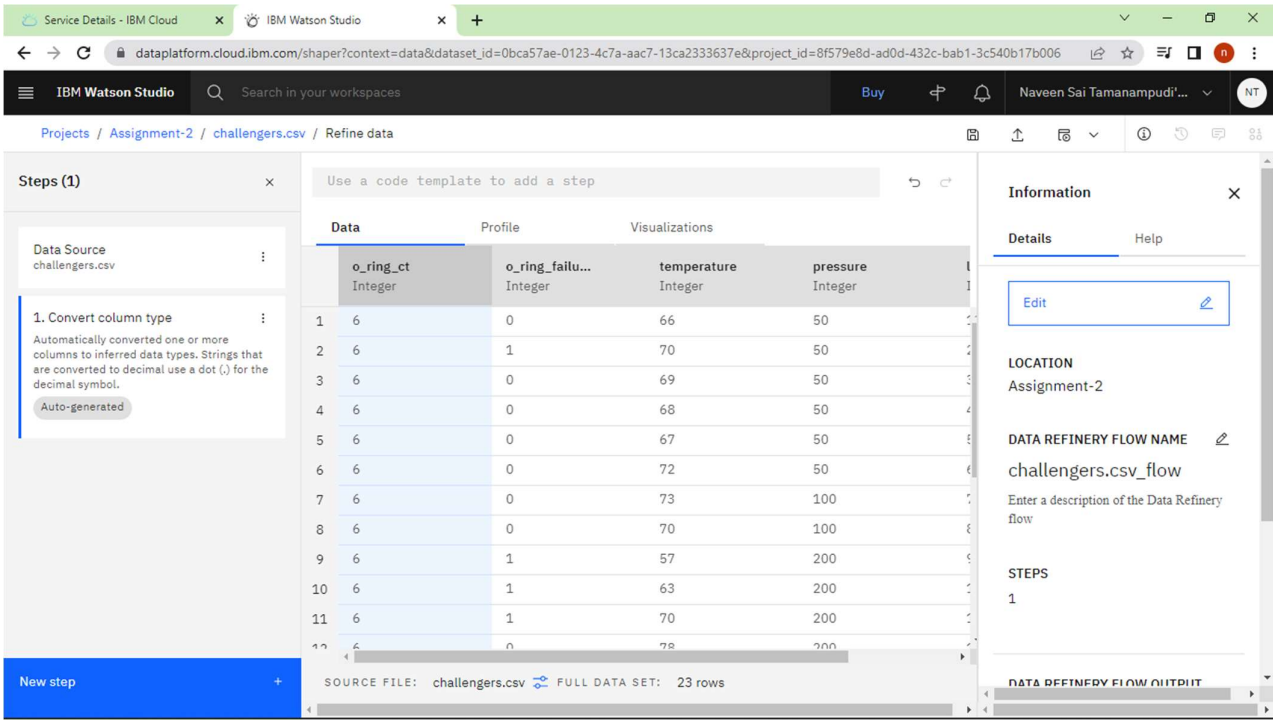 Service Details - IBM Cloud
IBM Watson Studio
dataplatform.cloud.ibm.com/shaper?context=data&dataset_id=0bca57ae-0123-4c7a-aac7-13ca2333637e&project_id=8f579e8d-ad0d-432c-bab1-3c540b17b006
n
IBM Watson Studio
Search in your workspaces
Buy
Naveen Sai Tamanampudi'...
NT
Projects / Assignment-2 / challengers.csv / Refine data
Steps (1)
Data Source
challengers.csv
1. Convert column type
Automatically converted one or more
columns to inferred data types. Strings that
are converted to decimal use a dot (.) for the
decimal symbol.
Auto-generated
New step +
Use a code template to add a step
Data Profile Visualizations
o_ring_ct o_ring_failu... temperature pressure
Integer Integer Integer Integer
1 6 0 66 50
2 6 1 70 50
3 6 0 69 50
4 6 0 68 50
5 6 0 67 50
6 6 0 72 50
7 6 0 73 100
8 6 0 70 100
9 6 1 57 200
10 6 1 63 200
11 6 1 70 200
12 6 0 78 200
SOURCE FILE: challengers.csv FULL DATA SET: 23 rows
Information
Details Help
Edit
LOCATION
Assignment-2
DATA REFINERY FLOW NAME
challengers.csv_flow
Enter a description of the Data Refinery
flow
STEPS
1
DATA REFINERY FLOW OUTPUT